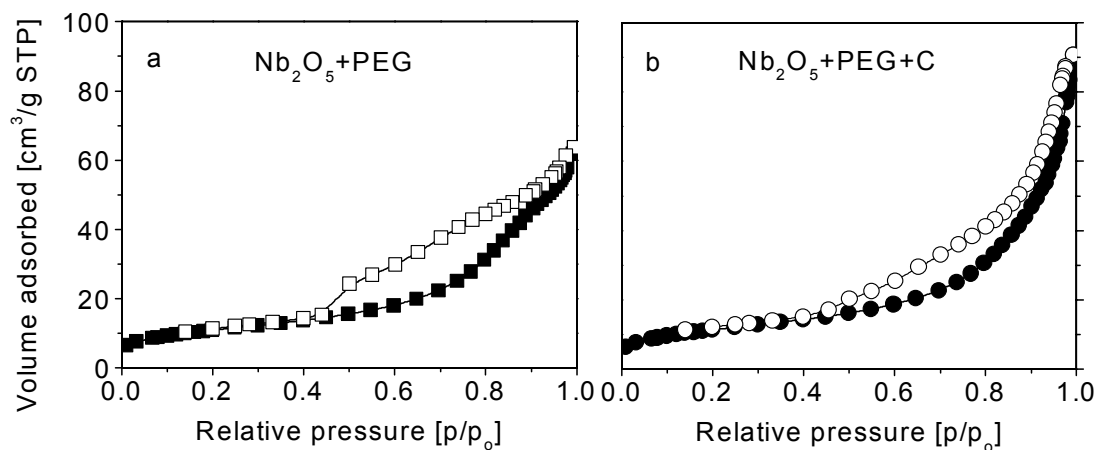 Volume adsorbed [cm³/g STP]
100
80
60
40
20
0
a
Nb₂O₅+PEG
0.0 0.2 0.4 0.6 0.8 1.0
Relative pressure [p/pₒ]
b
Nb₂O₅+PEG+C
0.0 0.2 0.4 0.6 0.8 1.0
Relative pressure [p/pₒ]